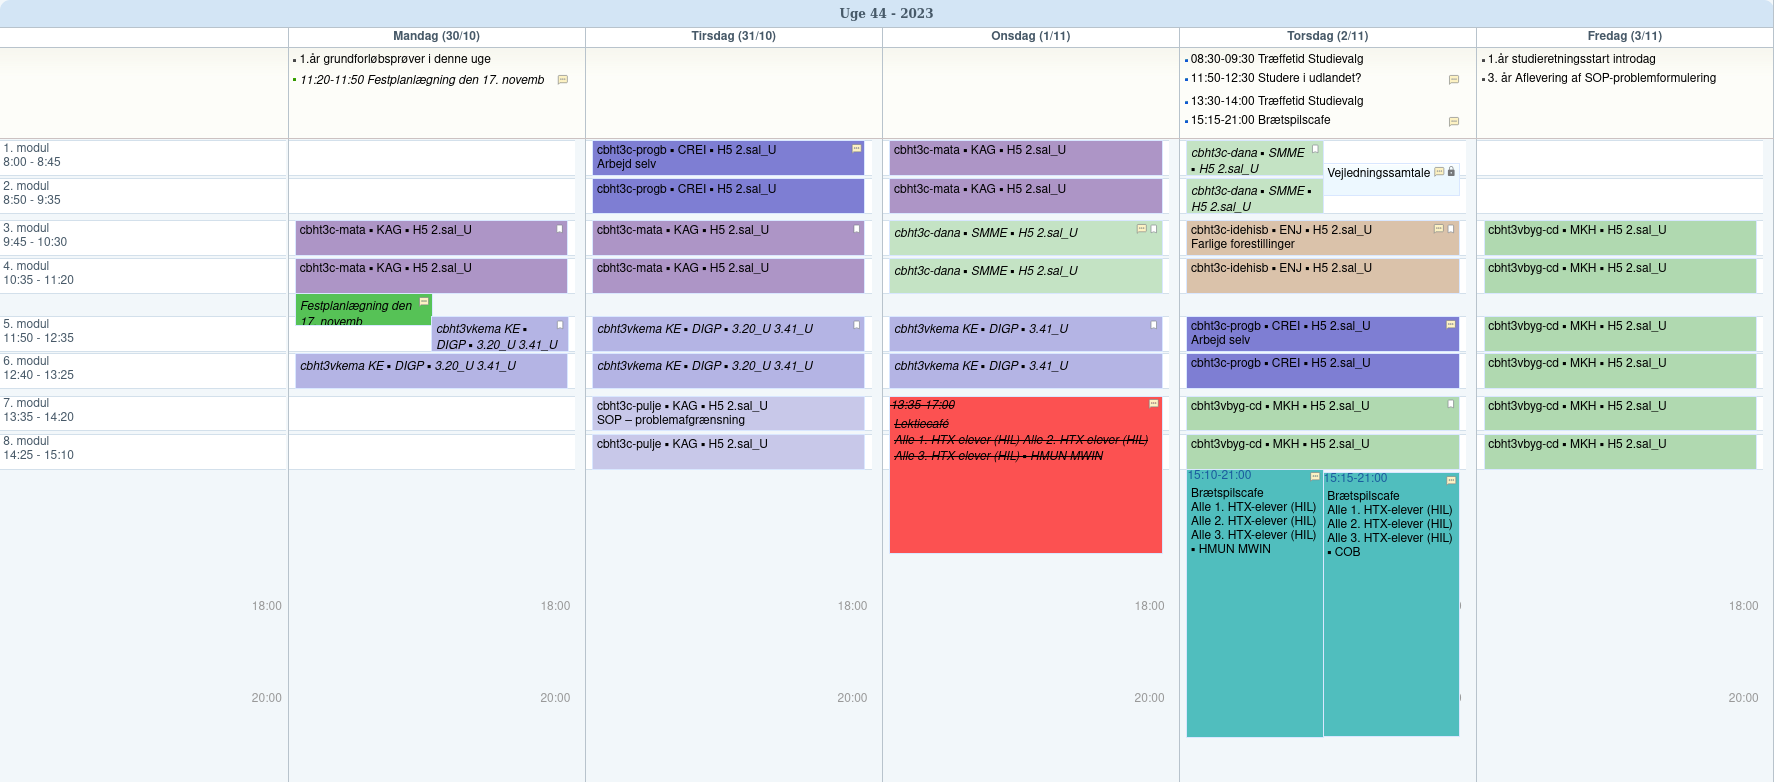 Uge 44 - 2023
Mandag (30/10)
Tirsdag (31/10)
Onsdag (1/11)
Torsdag (2/11)
Fredag (3/11)
1.år grundforløbsprøver i denne uge
11:20-11:50 Festplanlægning den 17. novemb
08:30-09:30 Træffetid Studievalg
11:50-12:30 Studere i udlandet?
13:30-14:00 Træffetid Studievalg
15:15-21:00 Brætspilscafe
1.år studieretningsstart introdag
3. år Aflevering af SOP-problemformulering
1. modul
8:00 - 8:45
2. modul
8:50 - 9:35
3. modul
9:45 - 10:30
4. modul
10:35 - 11:20
5. modul
11:50 - 12:35
6. modul
12:40 - 13:25
7. modul
13:35 - 14:20
8. modul
14:25 - 15:10
18:00
20:00
cbht3c-mata ▪ KAG ▪ H5 2.sal_U
cbht3c-mata ▪ KAG ▪ H5 2.sal_U
Festplanlægning den
17. novemb
cbht3vkema KE ▪
DIGP ▪ 3.20_U 3.41_U
cbht3vkema KE ▪ DIGP ▪ 3.20_U 3.41_U
18:00
20:00
cbht3c-progb ▪ CREI ▪ H5 2.sal_U
Arbejd selv
cbht3c-progb ▪ CREI ▪ H5 2.sal_U
cbht3c-mata ▪ KAG ▪ H5 2.sal_U
cbht3c-mata ▪ KAG ▪ H5 2.sal_U
cbht3vkema KE ▪ DIGP ▪ 3.20_U 3.41_U
cbht3vkema KE ▪ DIGP ▪ 3.20_U 3.41_U
cbht3c-pulje ▪ KAG ▪ H5 2.sal_U
SOP – problemafgrænsning
cbht3c-pulje ▪ KAG ▪ H5 2.sal_U
18:00
20:00
cbht3c-mata ▪ KAG ▪ H5 2.sal_U
cbht3c-mata ▪ KAG ▪ H5 2.sal_U
cbht3c-dana ▪ SMME ▪ H5 2.sal_U
cbht3c-dana ▪ SMME ▪ H5 2.sal_U
cbht3vkema KE ▪ DIGP ▪ 3.41_U
cbht3vkema KE ▪ DIGP ▪ 3.41_U
13:35-17:00
Lektiecafé
Alle 1. HTX-elever (HIL) Alle 2. HTX-elever (HIL)
Alle 3. HTX-elever (HIL) ▪ HMUN MWIN
18:00
20:00
cbht3c-dana ▪ SMME
▪ H5 2.sal_U
Vejledningssamtale
cbht3c-dana ▪ SMME ▪
H5 2.sal_U
cbht3c-idehisb ▪ ENJ ▪ H5 2.sal_U
Farlige forestillinger
cbht3c-idehisb ▪ ENJ ▪ H5 2.sal_U
cbht3c-progb ▪ CREI ▪ H5 2.sal_U
Arbejd selv
cbht3c-progb ▪ CREI ▪ H5 2.sal_U
cbht3vbyg-cd ▪ MKH ▪ H5 2.sal_U
cbht3vbyg-cd ▪ MKH ▪ H5 2.sal_U
15:10-21:00
Brætspilscafe
Alle 1. HTX-elever (HIL)
Alle 2. HTX-elever (HIL)
Alle 3. HTX-elever (HIL)
▪ HMUN MWIN
15:15-21:00
Brætspilscafe
Alle 1. HTX-elever (HIL)
Alle 2. HTX-elever (HIL)
Alle 3. HTX-elever (HIL)
▪ COB
cbht3vbyg-cd ▪ MKH ▪ H5 2.sal_U
cbht3vbyg-cd ▪ MKH ▪ H5 2.sal_U
cbht3vbyg-cd ▪ MKH ▪ H5 2.sal_U
cbht3vbyg-cd ▪ MKH ▪ H5 2.sal_U
cbht3vbyg-cd ▪ MKH ▪ H5 2.sal_U
cbht3vbyg-cd ▪ MKH ▪ H5 2.sal_U
18:00
20:00